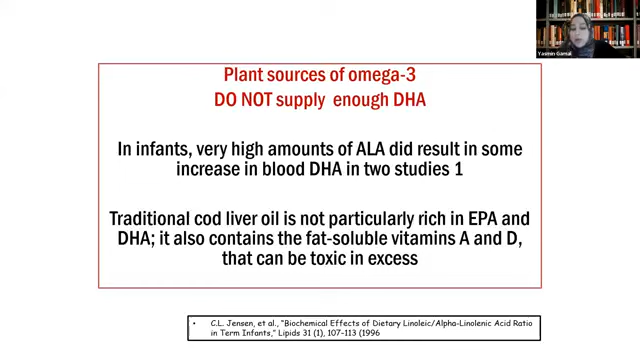 Yasmin Gamal
Plant sources of omega-3
DO NOT supply enough DHA
In infants, very high amounts of ALA did result in some
increase in blood DHA in two studies 1
Traditional cod liver oil is not particularly rich in EPA and
DHA; it also contains the fat-soluble vitamins A and D,
that can be toxic in excess
• C.L. Jensen, et al., "Biochemical Effects of Dietary Linoleic/Alpha-Linolenic Acid Ratio
in Term Infants," Lipids 31 (1), 107–113 (1996